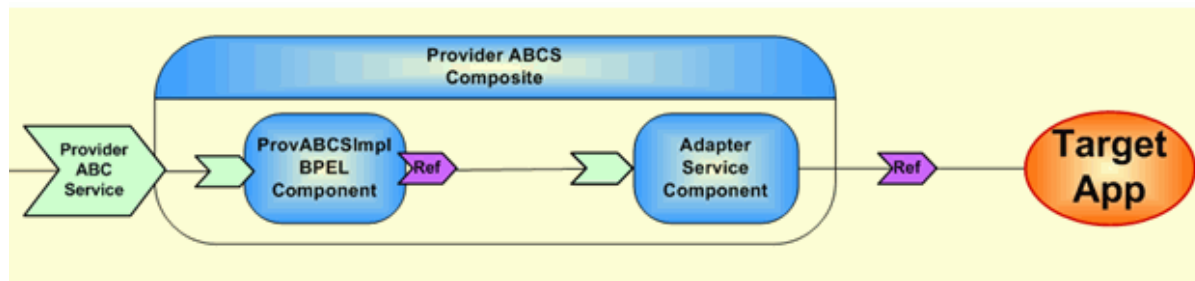 Provider ABCS
Composite
Provider
ABC
Service
ProvABCSImpl
BPEL
Component
Ref
Adapter
Service
Component
Ref
Target
App